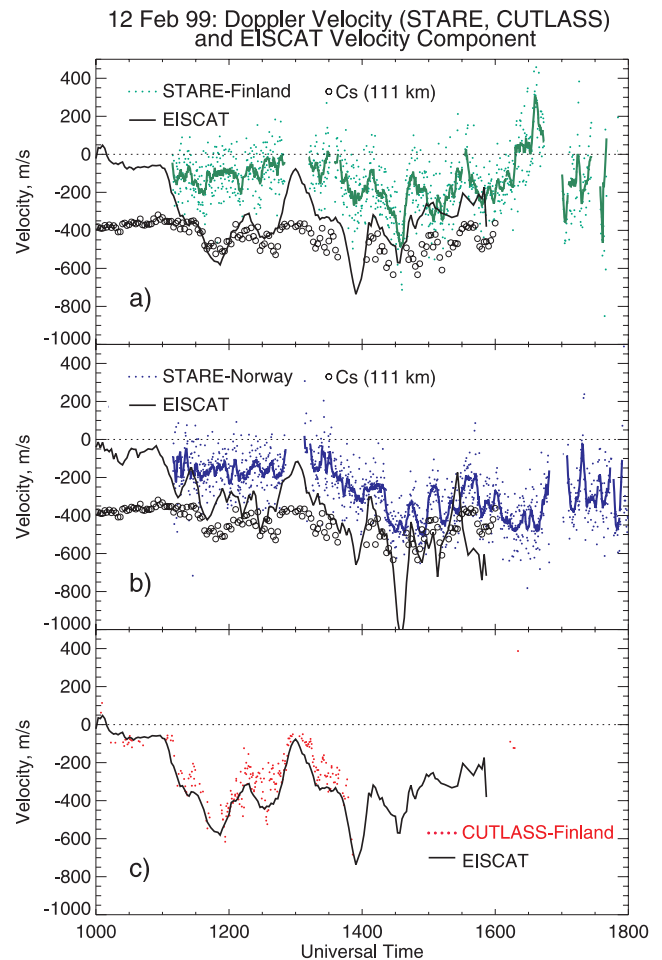 12 Feb 99: Doppler Velocity (STARE, CUTLASS)
and EISCAT Velocity Component
400
STARE-Finland Cs (111 km)
200
EISCAT
0
-200
-400
-600
-800
-1000
Velocity, m/s
a)
400
STARE-Norway Cs (111 km)
200
EISCAT
0
-200
-400
-600
-800
-1000
Velocity, m/s
b)
400
200
0
-200
-400
-600
-800
-1000
Velocity, m/s
CUTLASS-Finland
EISCAT
c)
1000 1200 1400 1600 1800
Universal Time